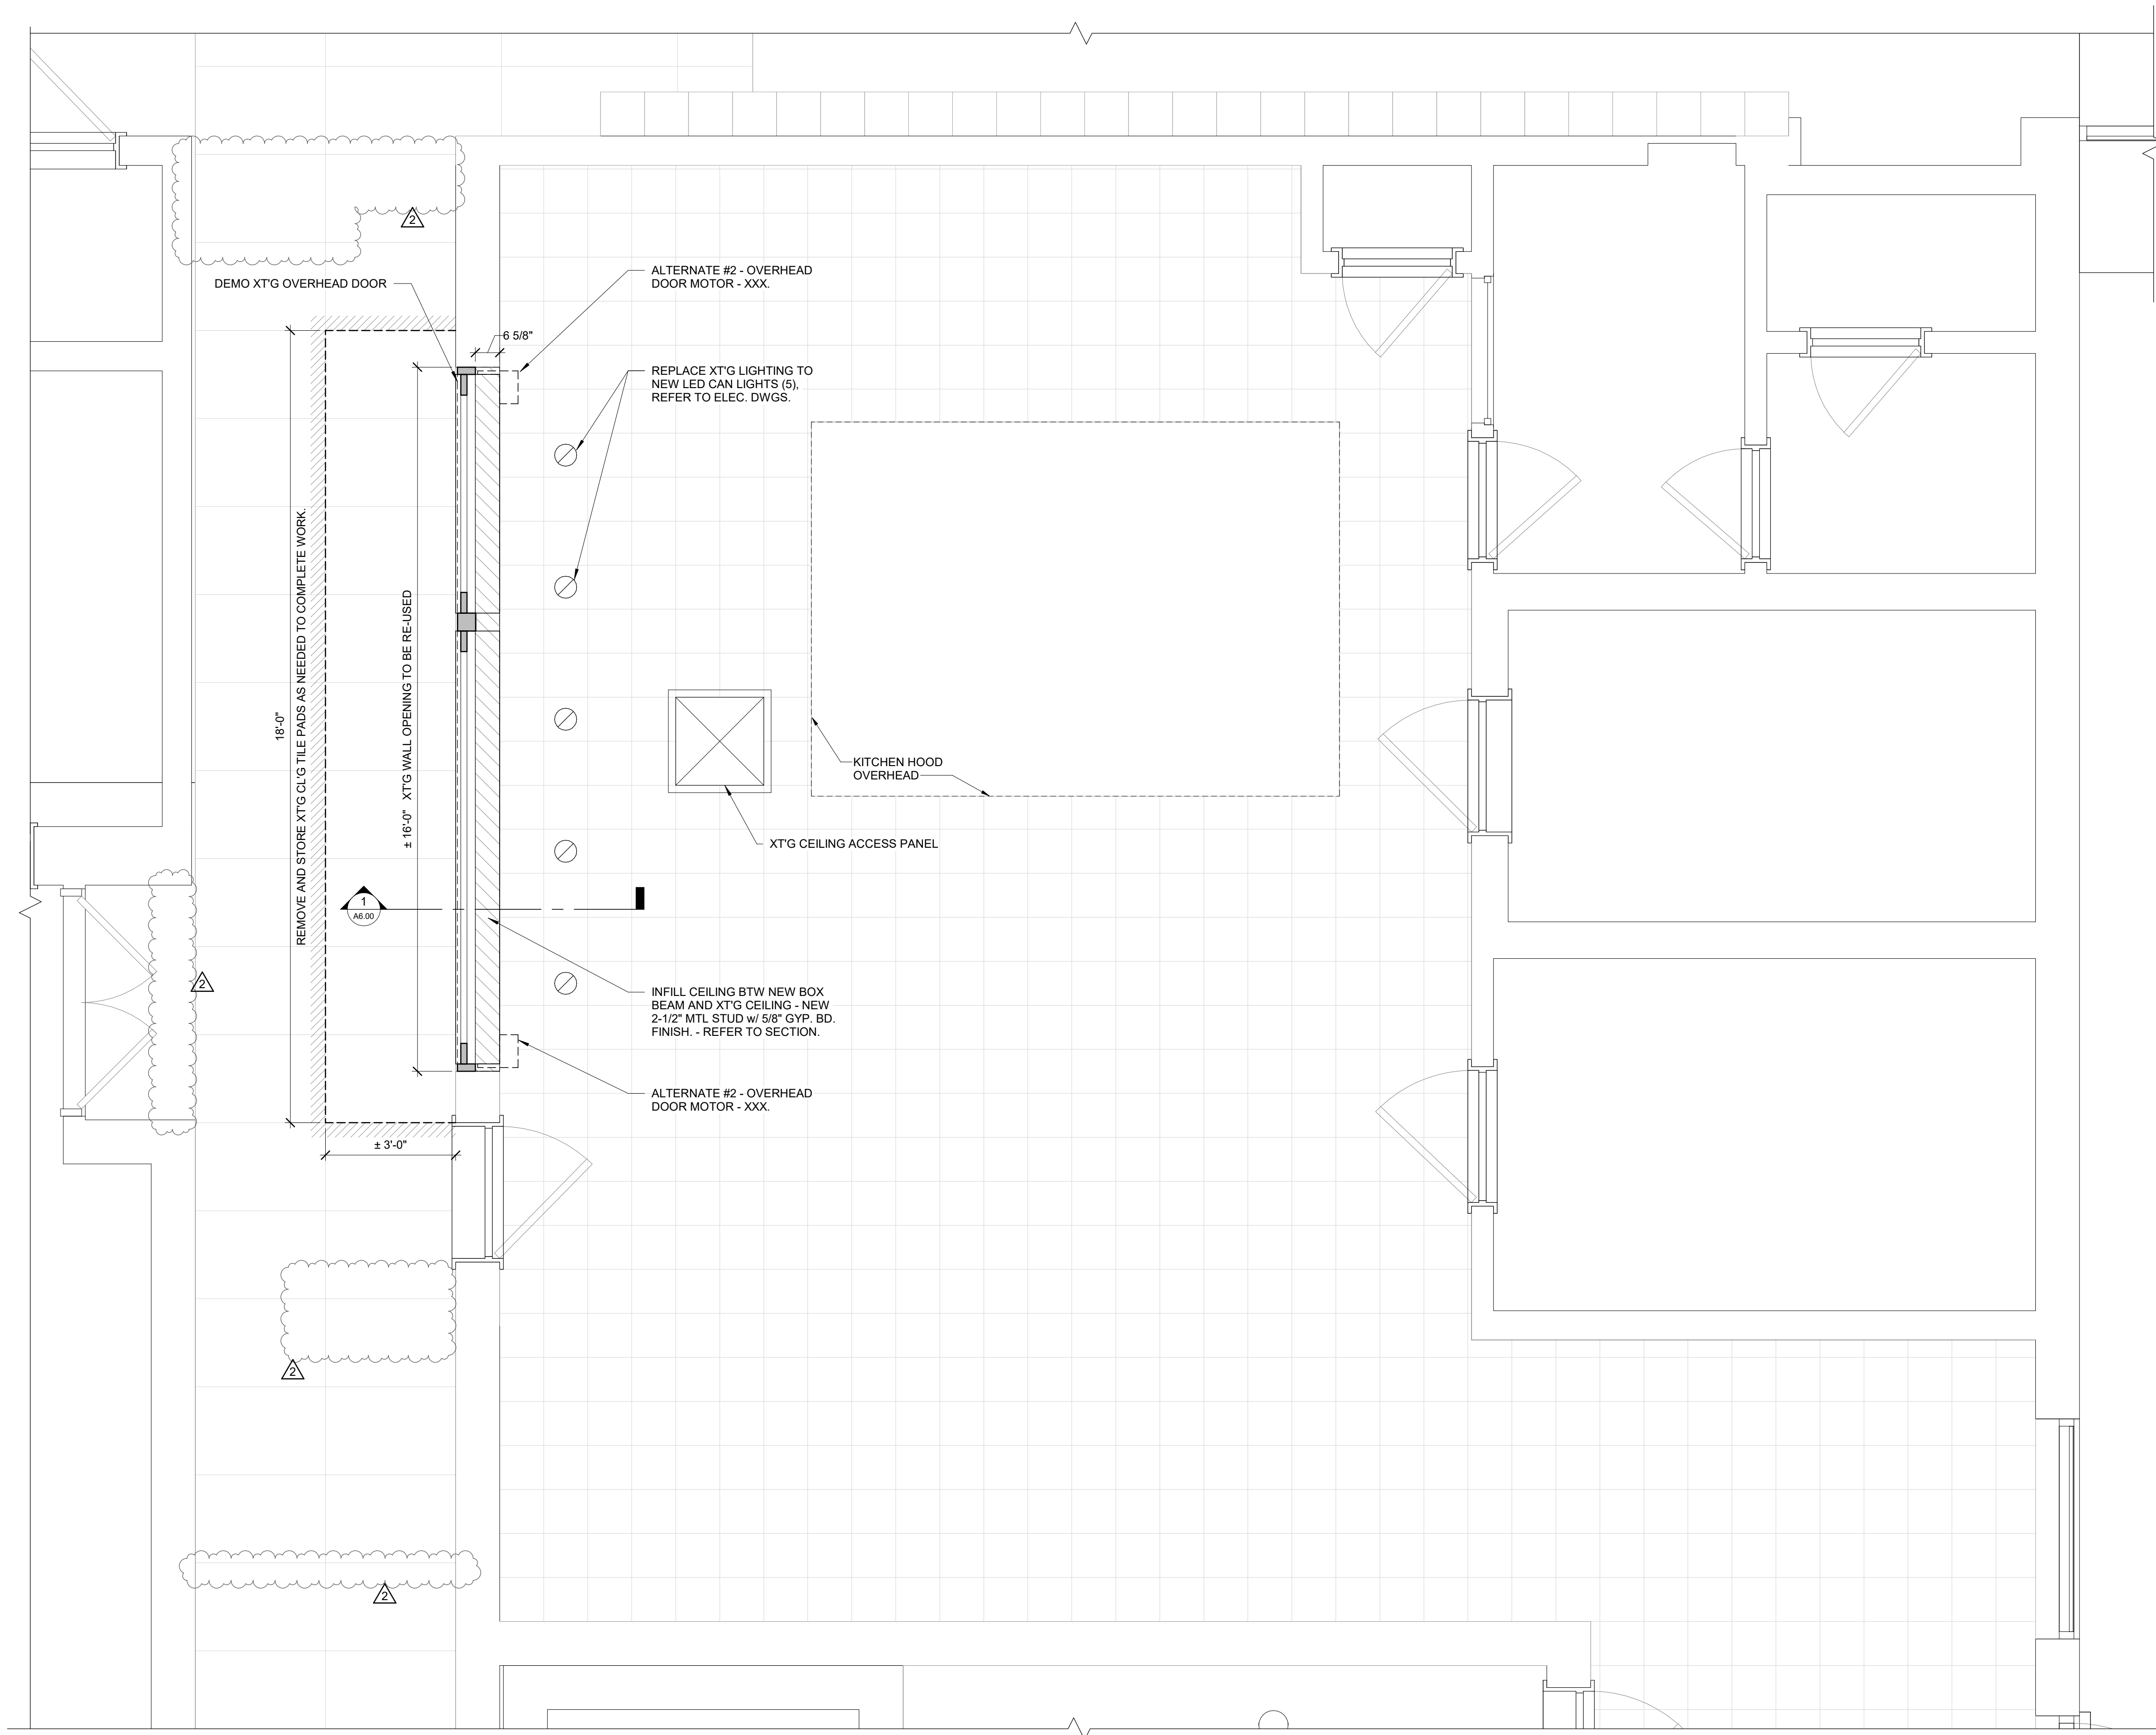 2
DEMO XT'G OVERHEAD DOOR
ALTERNATE #2 - OVERHEAD
DOOR MOTOR - XXX.
6 5/8"
REPLACE XT'G LIGHTING TO
NEW LED CAN LIGHTS (5),
REFER TO ELEC. DWGS.
18'-0"
REMOVE AND STORE XT'G CL'G TILE PADS AS NEEDED TO COMPLETE WORK.
± 16'-0" XT'G WALL OPENING TO BE RE-USED
KITCHEN HOOD
OVERHEAD
XT'G CEILING ACCESS PANEL
1
A6.00
2
INFILL CEILING BTW NEW BOX
BEAM AND XT'G CEILING - NEW
2-1/2" MTL STUD w/ 5/8" GYP. BD.
FINISH. - REFER TO SECTION.
ALTERNATE #2 - OVERHEAD
DOOR MOTOR - XXX.
± 3'-0"
2
2